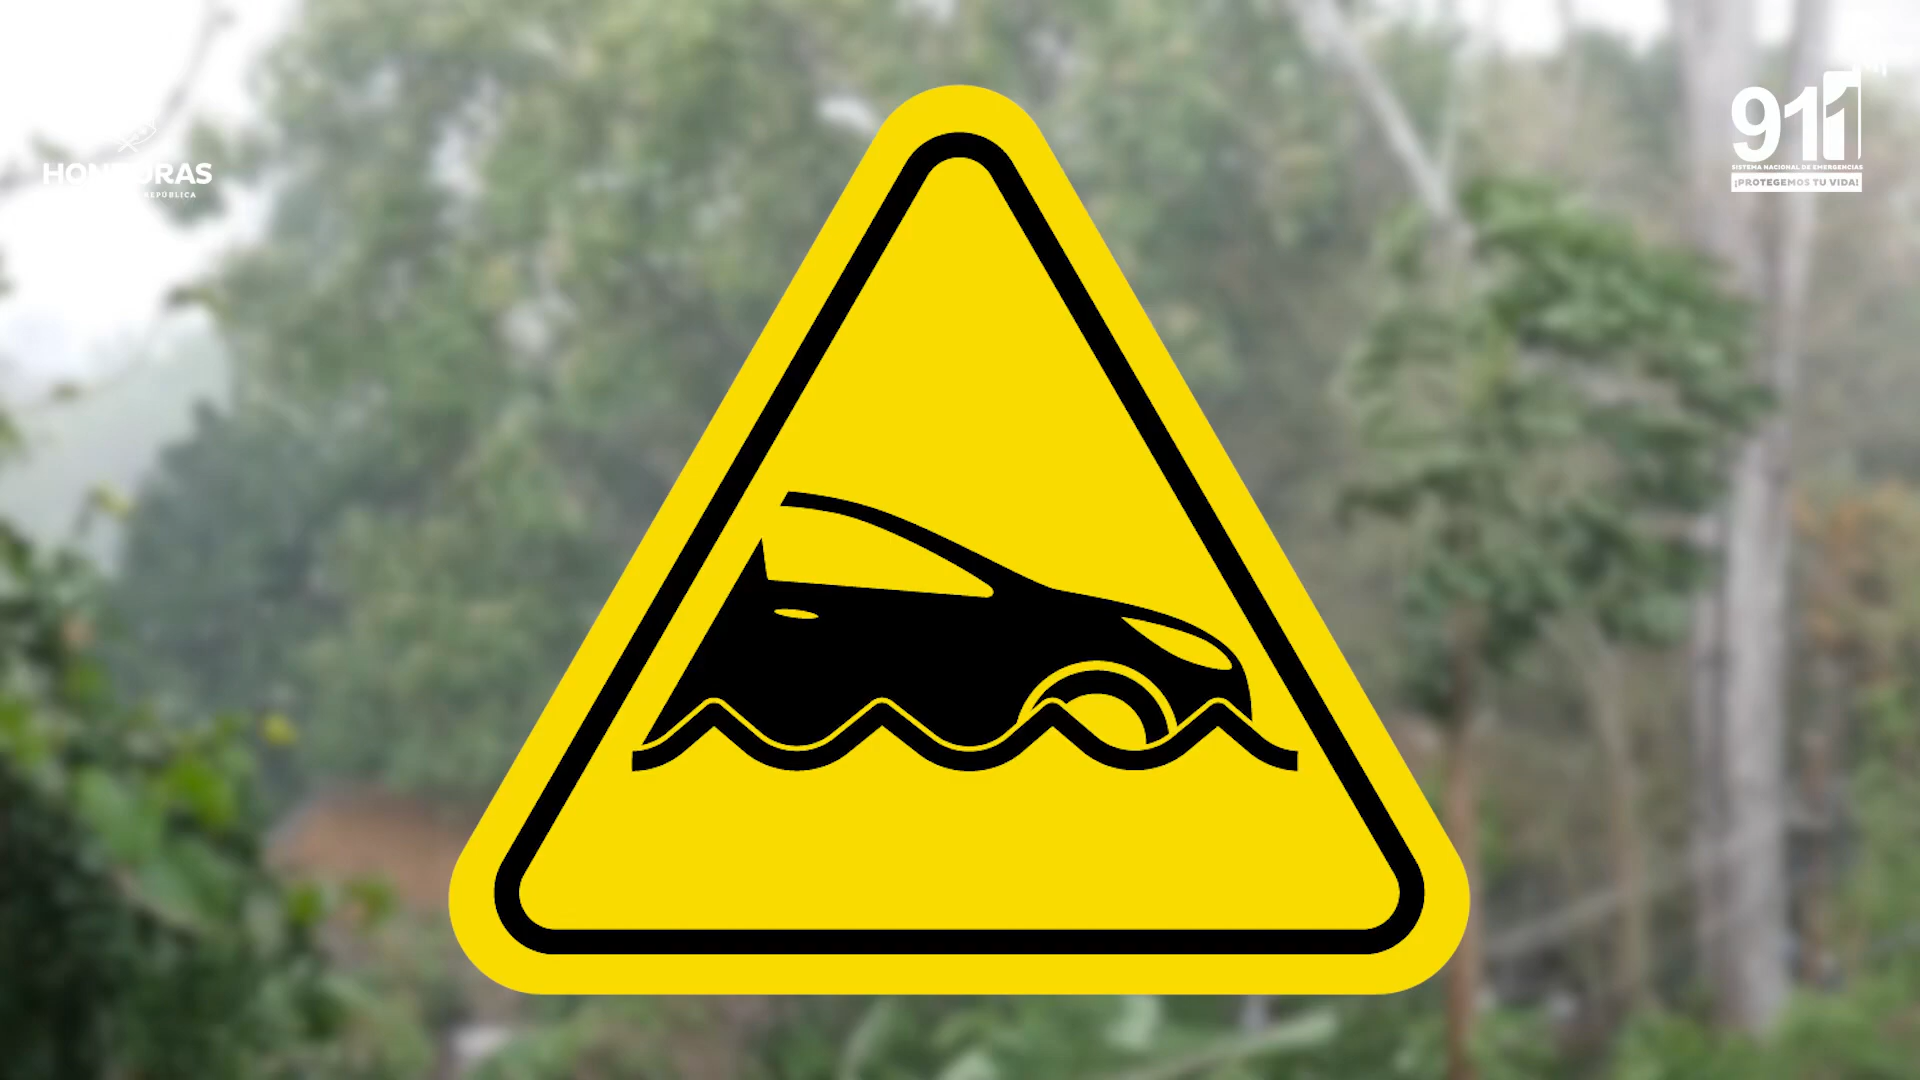 HONDURAS
REPÚBLICA
911
SISTEMA NACIONAL DE EMERGENCIAS
¡PROTEGEMOS TU VIDA!